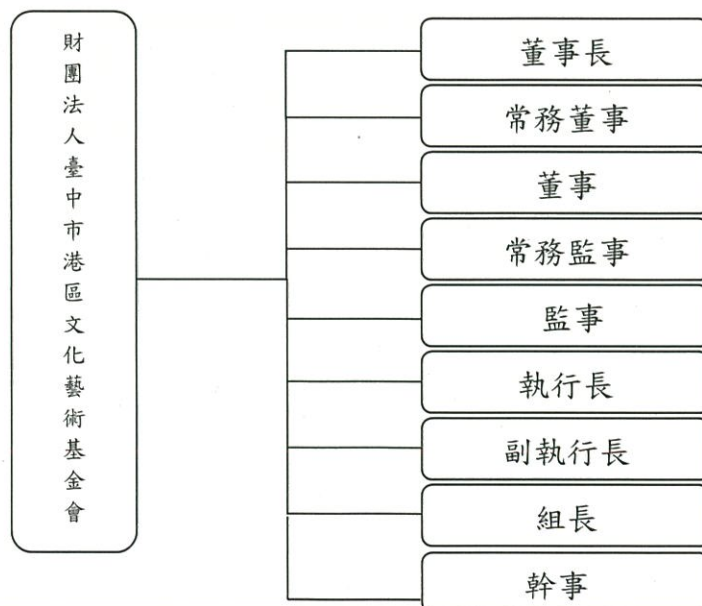 財團法人臺中市港區文化藝術基金會
董事長
常務董事
董事
常務監事
監事
執行長
副執行長
組長
幹事